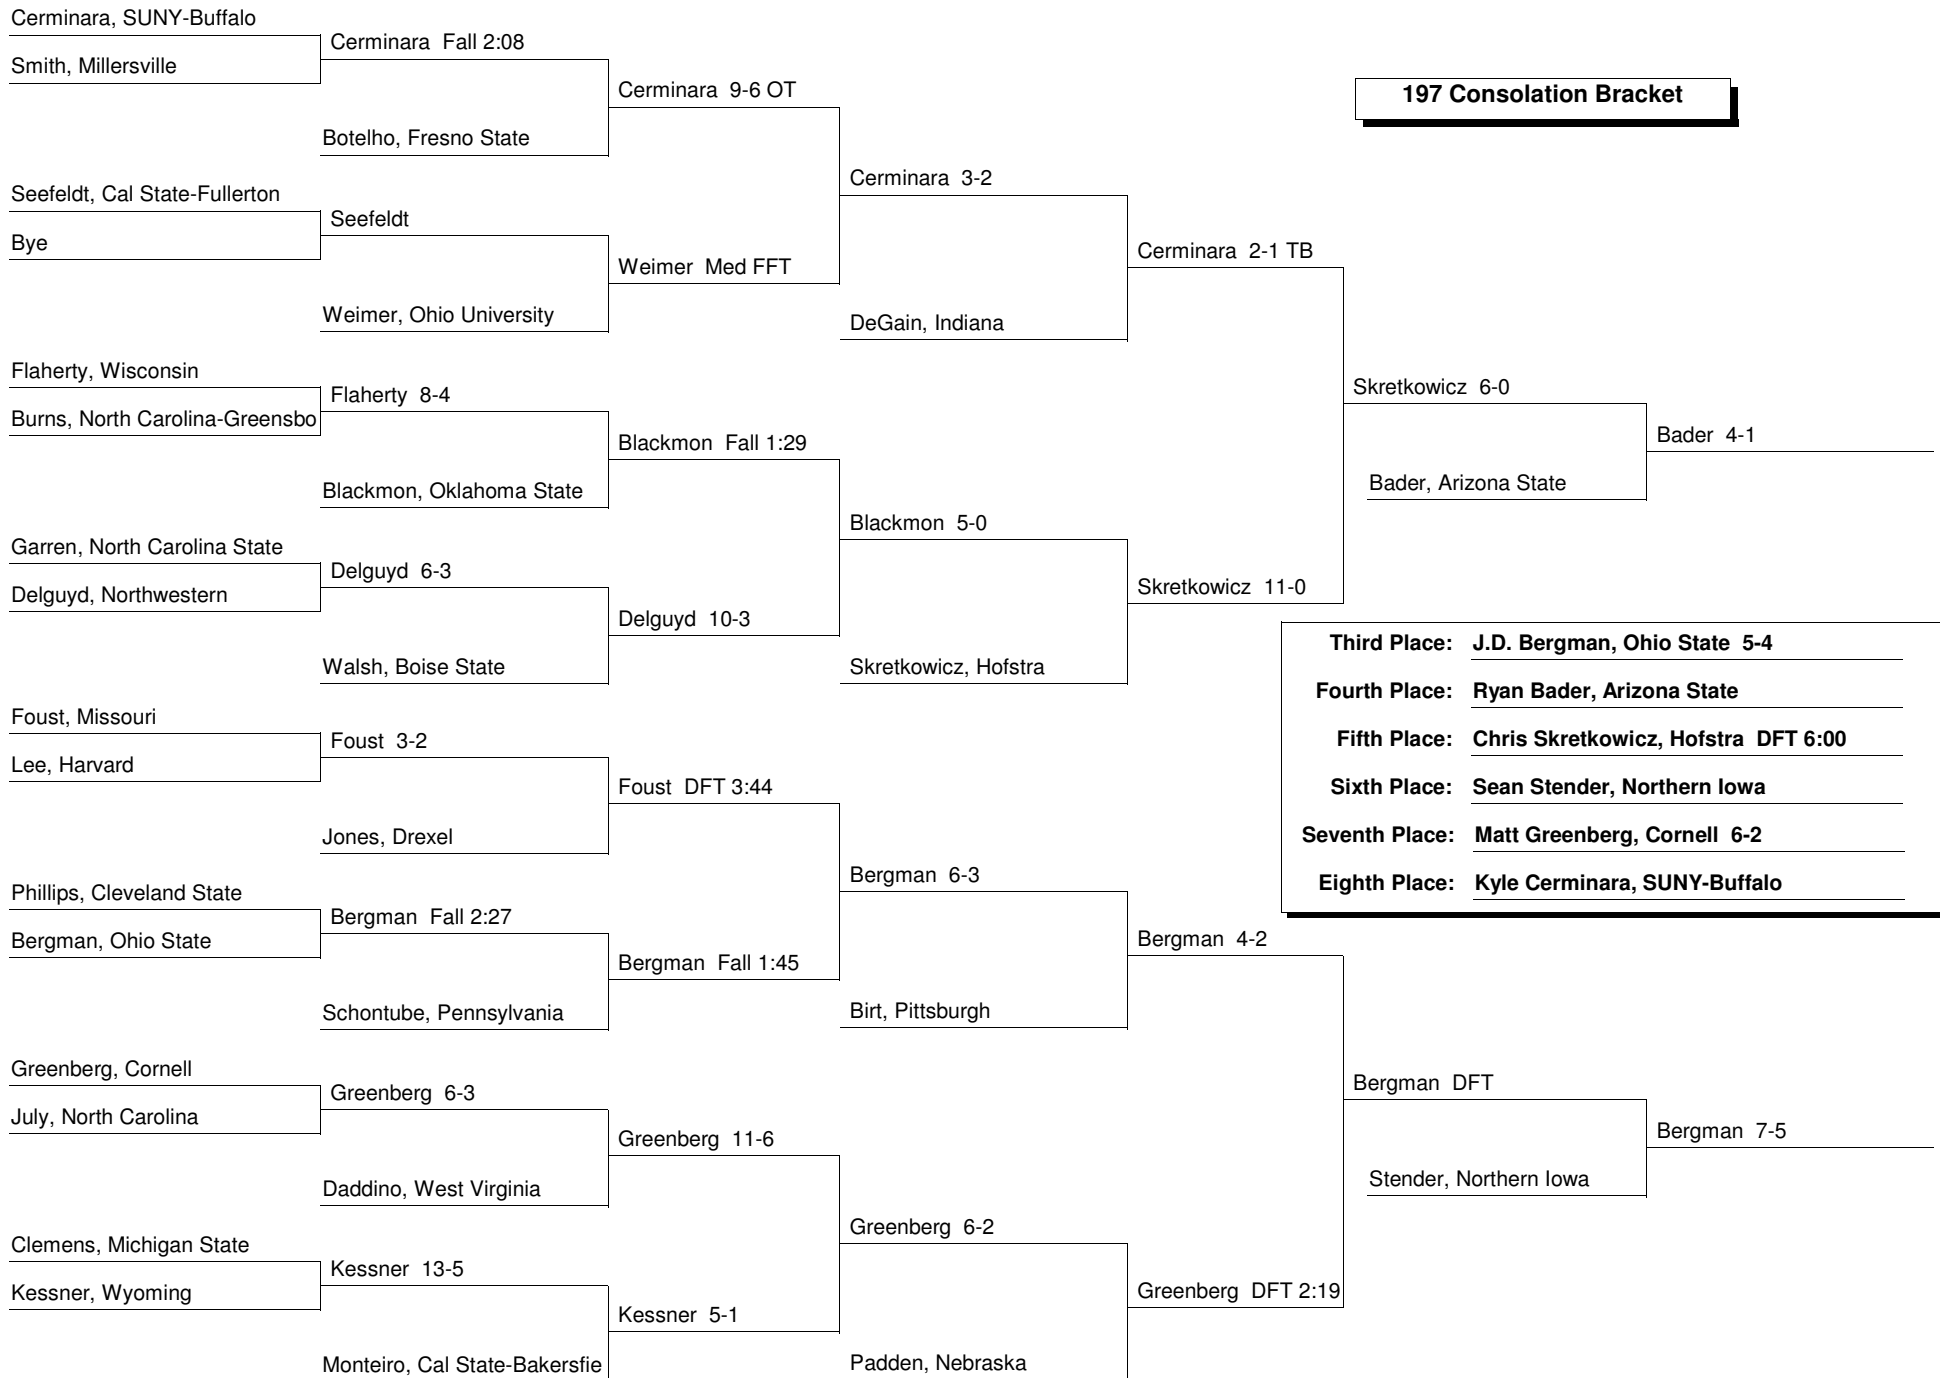 Cerminara, SUNY-Buffalo
Smith, Millersville
Seefeldt, Cal State-Fullerton
Bye
Flaherty, Wisconsin
Burns, North Carolina-Greensbo
Garren, North Carolina State
Delguyd, Northwestern
Foust, Missouri
Lee, Harvard
Phillips, Cleveland State
Bergman, Ohio State
Greenberg, Cornell
July, North Carolina
Clemens, Michigan State
Kessner, Wyoming
Cerminara Fall 2:08
Botelho, Fresno State
Seefeldt
Weimer, Ohio University
Flaherty 8-4
Blackmon, Oklahoma State
Delguyd 6-3
Walsh, Boise State
Foust 3-2
Jones, Drexel
Bergman Fall 2:27
Schontube, Pennsylvania
Greenberg 6-3
Daddino, West Virginia
Kessner 13-5
Monteiro, Cal State-Bakersfie
Cerminara 9-6 OT
Weimer Med FFT
Blackmon Fall 1:29
Delguyd 10-3
Foust DFT 3:44
Bergman Fall 1:45
Greenberg 11-6
Kessner 5-1
Cerminara 3-2
DeGain, Indiana
Blackmon 5-0
Skretkowicz, Hofstra
Bergman 6-3
Birt, Pittsburgh
Greenberg 6-2
Padden, Nebraska
Cerminara 2-1 TB
Skretkowicz 11-0
Bergman 4-2
Greenberg DFT 2:19
Skretkowicz 6-0
Bader, Arizona State
Bergman DFT
Stender, Northern Iowa
Bader 4-1
Bergman 7-5
197 Consolation Bracket
Third Place: J.D. Bergman, Ohio State 5-4
Fourth Place: Ryan Bader, Arizona State
Fifth Place: Chris Skretkowicz, Hofstra DFT 6:00
Sixth Place: Sean Stender, Northern Iowa
Seventh Place: Matt Greenberg, Cornell 6-2
Eighth Place: Kyle Cerminara, SUNY-Buffalo